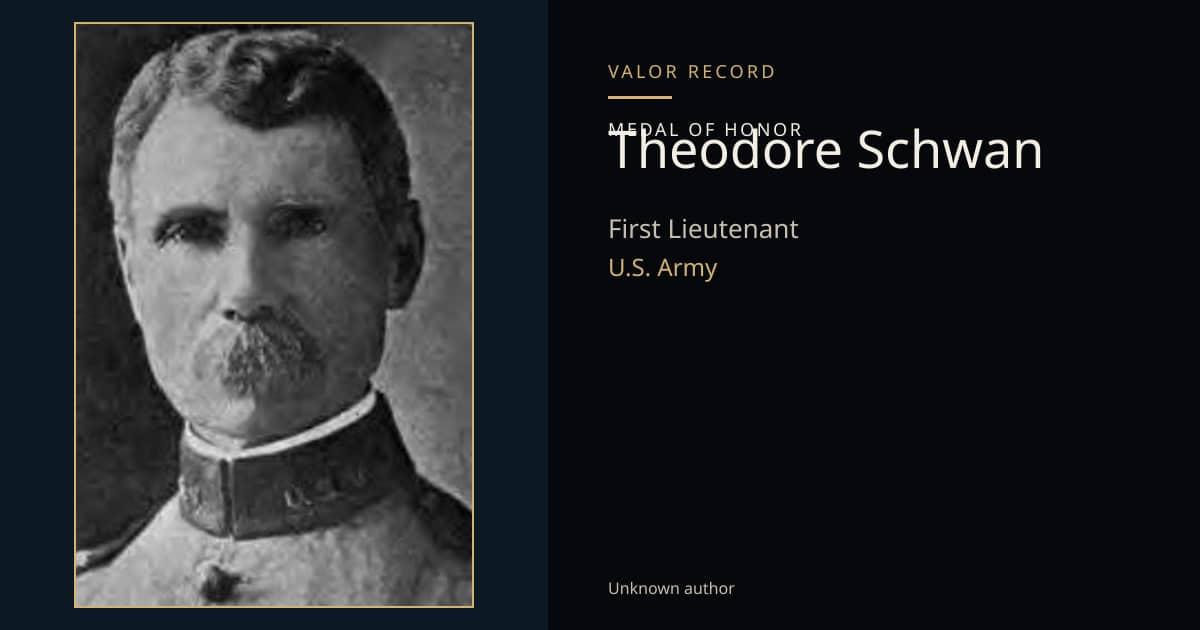 VALOR RECORD
MEDAL OF HONOR
Theodore Schwan
First Lieutenant
U.S. Army
Unknown author